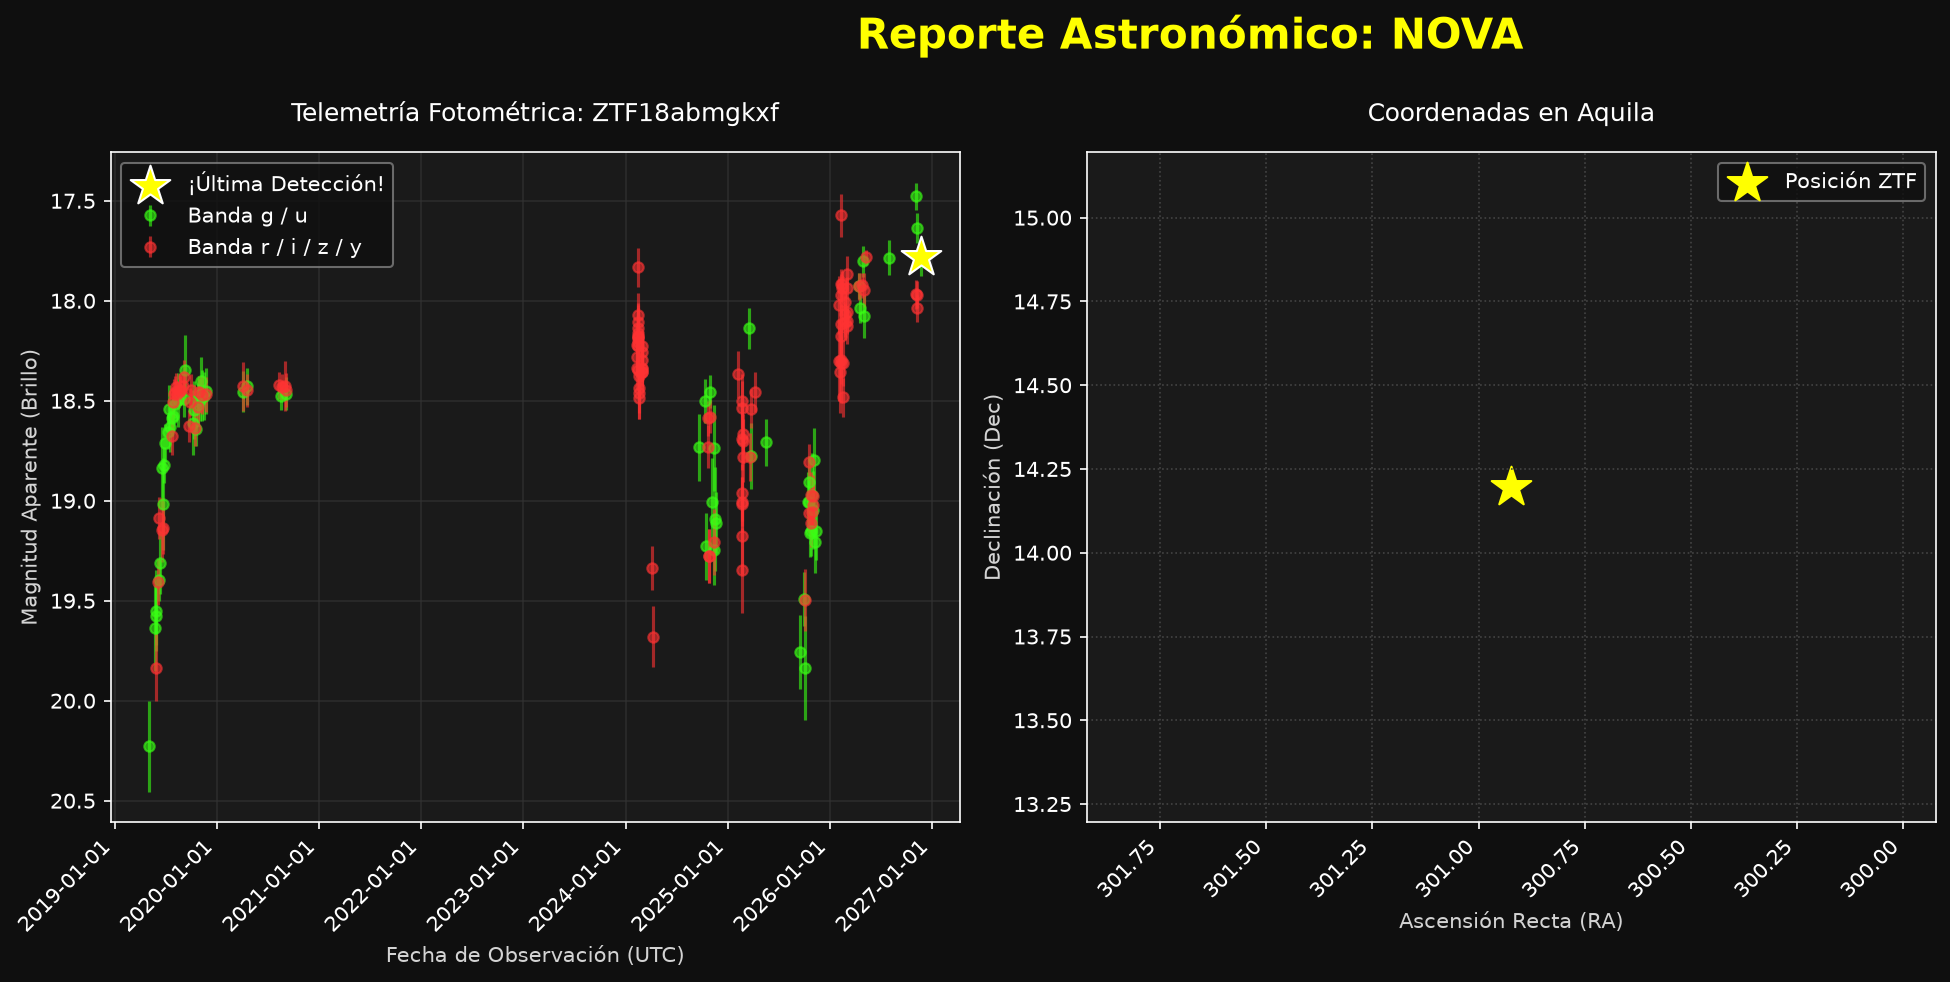 Reporte Astronómico: NOVA
Telemetría Fotométrica: ZTF18abmgkxf
¡Última Detección!
Banda g / u
Banda r / i / z / y
Magnitud Aparente (Brillo)
17.5
18.0
18.5
19.0
19.5
20.0
20.5
2019-01-01
2020-01-01
2021-01-01
2022-01-01
2023-01-01
2024-01-01
2025-01-01
2026-01-01
2027-01-01
Fecha de Observación (UTC)
Coordenadas en Aquila
Posición ZTF
Declinación (Dec)
15.00
14.75
14.50
14.25
14.00
13.75
13.50
13.25
301.75
301.50
301.25
301.00
300.75
300.50
300.25
300.00
Ascensión Recta (RA)